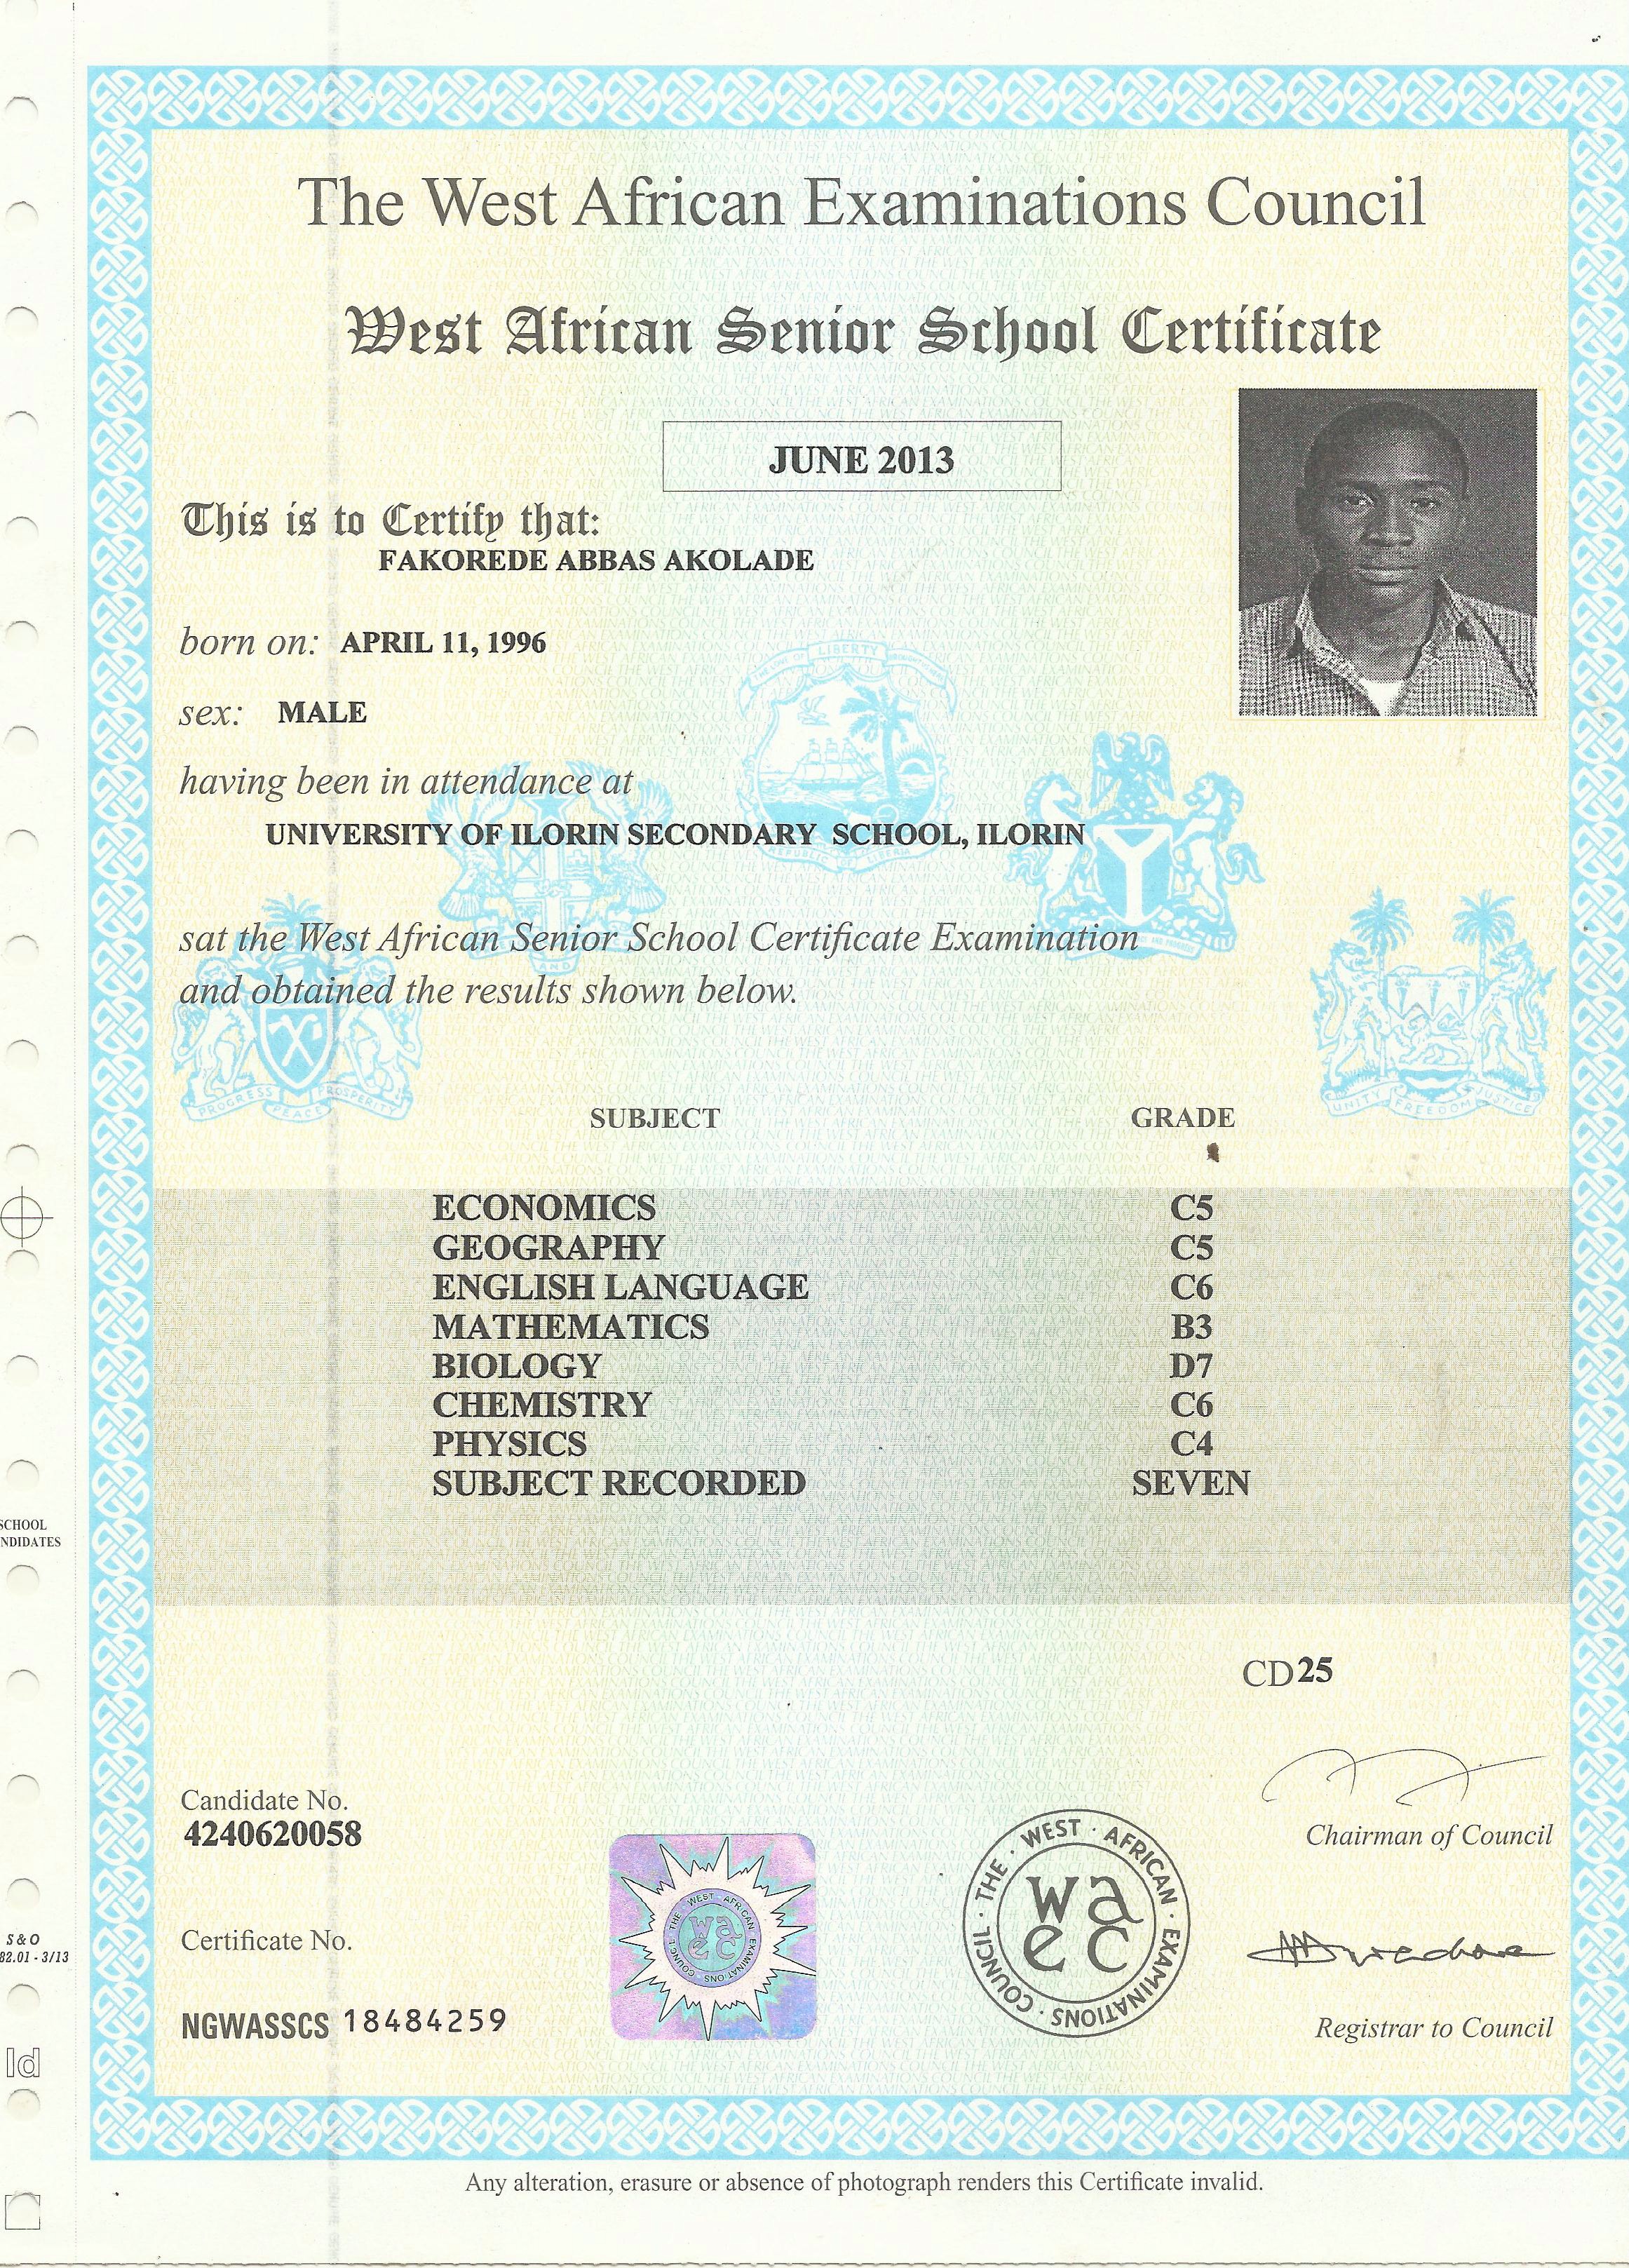 The West African Examinations Council
West African Senior School Certificate
JUNE 2013
This is to Certify that:
FAKOREDE ABBAS AKOLADE
born on: APRIL 11, 1996
sex: MALE
having been in attendance at
UNIVERSITY OF ILORIN SECONDARY SCHOOL, ILORIN
sat the West African Senior School Certificate Examination
and obtained the results shown below.
LIBERTY
PROGRESS PEACE PROSPERITY
UNITY FREEDOM JUSTICE
SUBJECT GRADE
ECONOMICS C5
GEOGRAPHY C5
ENGLISH LANGUAGE C6
MATHEMATICS B3
BIOLOGY D7
CHEMISTRY C6
PHYSICS C4
SUBJECT RECORDED SEVEN
SCHOOL
NDIDATES
CD25
Candidate No.
4240620058
Chairman of Council
Certificate No.
NGWASSCS 18484259
THE · WEST · AFRICAN · EXAMINATIONS · COUNCIL
waec
THE · WEST · AFRICAN · EXAMINATIONS · COUNCIL ·
waec
Registrar to Council
S & O
82.01 - 3/13
ld
Any alteration, erasure or absence of photograph renders this Certificate invalid.